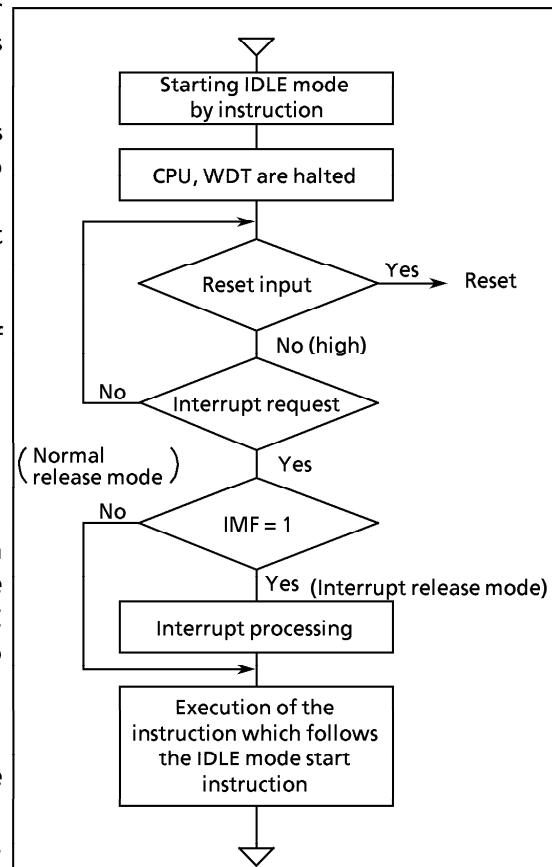 Starting IDLE mode
by instruction
CPU, WDT are halted
Reset input
Yes
Reset
No (high)
No
Interrupt request
(Normal
release mode)
Yes
No
IMF = 1
Yes (Interrupt release mode)
Interrupt processing
Execution of the
instruction which follows
the IDLE mode start
instruction